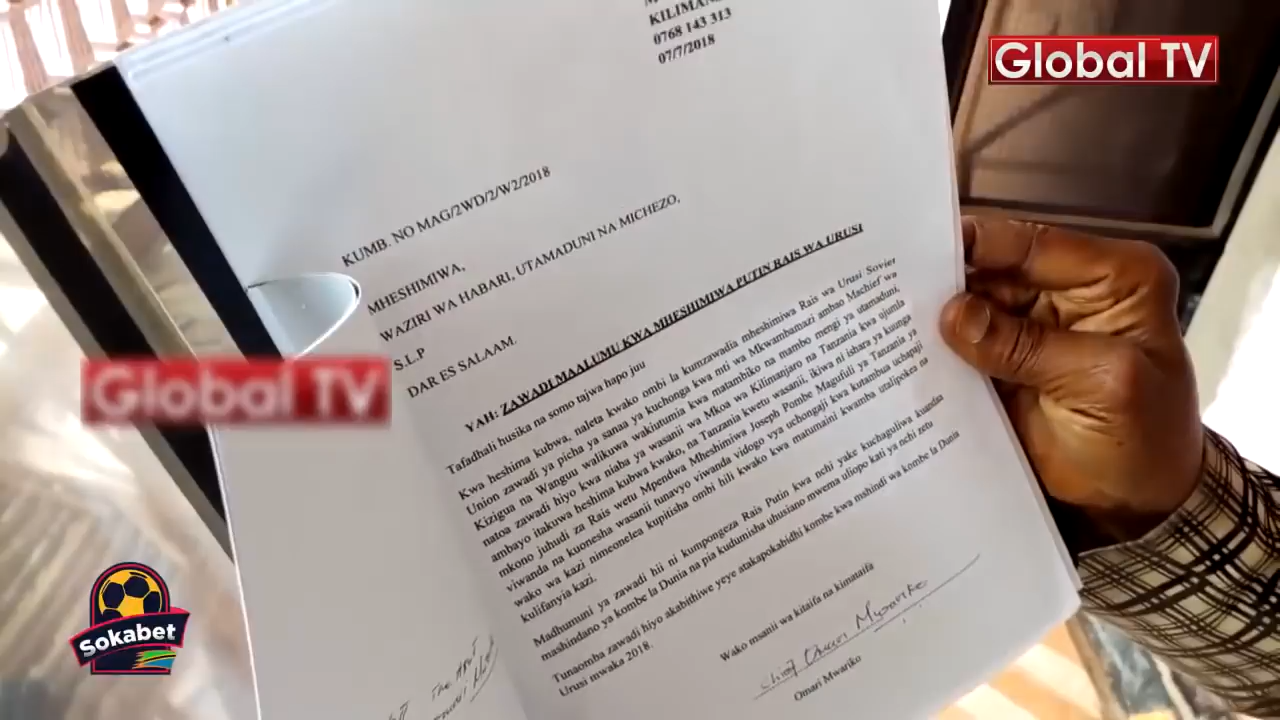 KILIMAN
0768 143 313
07/7/2018
Global TV
KUMB. NO MAG/2WD/2/W2/2018
MHESHIMIWA,
WAZIRI WA HABARI, UTAMADUNI NA MICHEZO,
S.L.P
DAR ES SALAAM.
YAH: ZAWADI MAALUMU KWA MHESHIMIWA PUTIN RAIS WA URUSI
Tafadhali husika na somo tajwa hapo juu
Kwa heshima kubwa, naleta kwako ombi la kumzawadia mheshimiwa Rais wa Urusi Sovier
Union zawadi ya picha ya sanaa ya kuchongwa kwa mti wa Mkwambamazi ambao Machief wa
Kizigua na Wanguu walikuwa wakiutumia kwa matambiko na mambo mengi ya utamaduni,
natoa zawadi hiyo kwa niaba ya wasanii wa Mkoa wa Kilimanjaro na Tanzania kwa ujumla
ambayo itakuwa heshima kubwa kwako, na Tanzania kwetu wasanii, ikiwa ni ishara ya kuunga
mkono juhudi za Rais wetu Mpendwa Mheshimiwa Joseph Pombe Magufuli ya Tanzania ya
viwanda na kuonesha wasanii tunavyo viwanda vidogo vya uchongaji kwa kutambua uchapaji
wako wa kazi nimeonelea kupitisha ombi hili kwako kwa matumaini kwamba utalipokea na
kulifanyia kazi.
Madhumuni ya zawadi hii ni kumpongeza Rais Putin kwa nchi yake kuchaguliwa kuandaa
mashindano ya kombe la Dunia na pia kudumisha uhusiano mwema uliopo kati ya nchi zetu
Tunaomba zawadi hiyo akabithiwe yeye atakapokabidhi kombe kwa mshindi wa kombe la Dunia
Urusi mwaka 2018.
Wako msanii wa kitaifa na kimataifa
Chief Omari Mwariko
Omari Mwariko
Global TV
Sokabet
THE ABOT